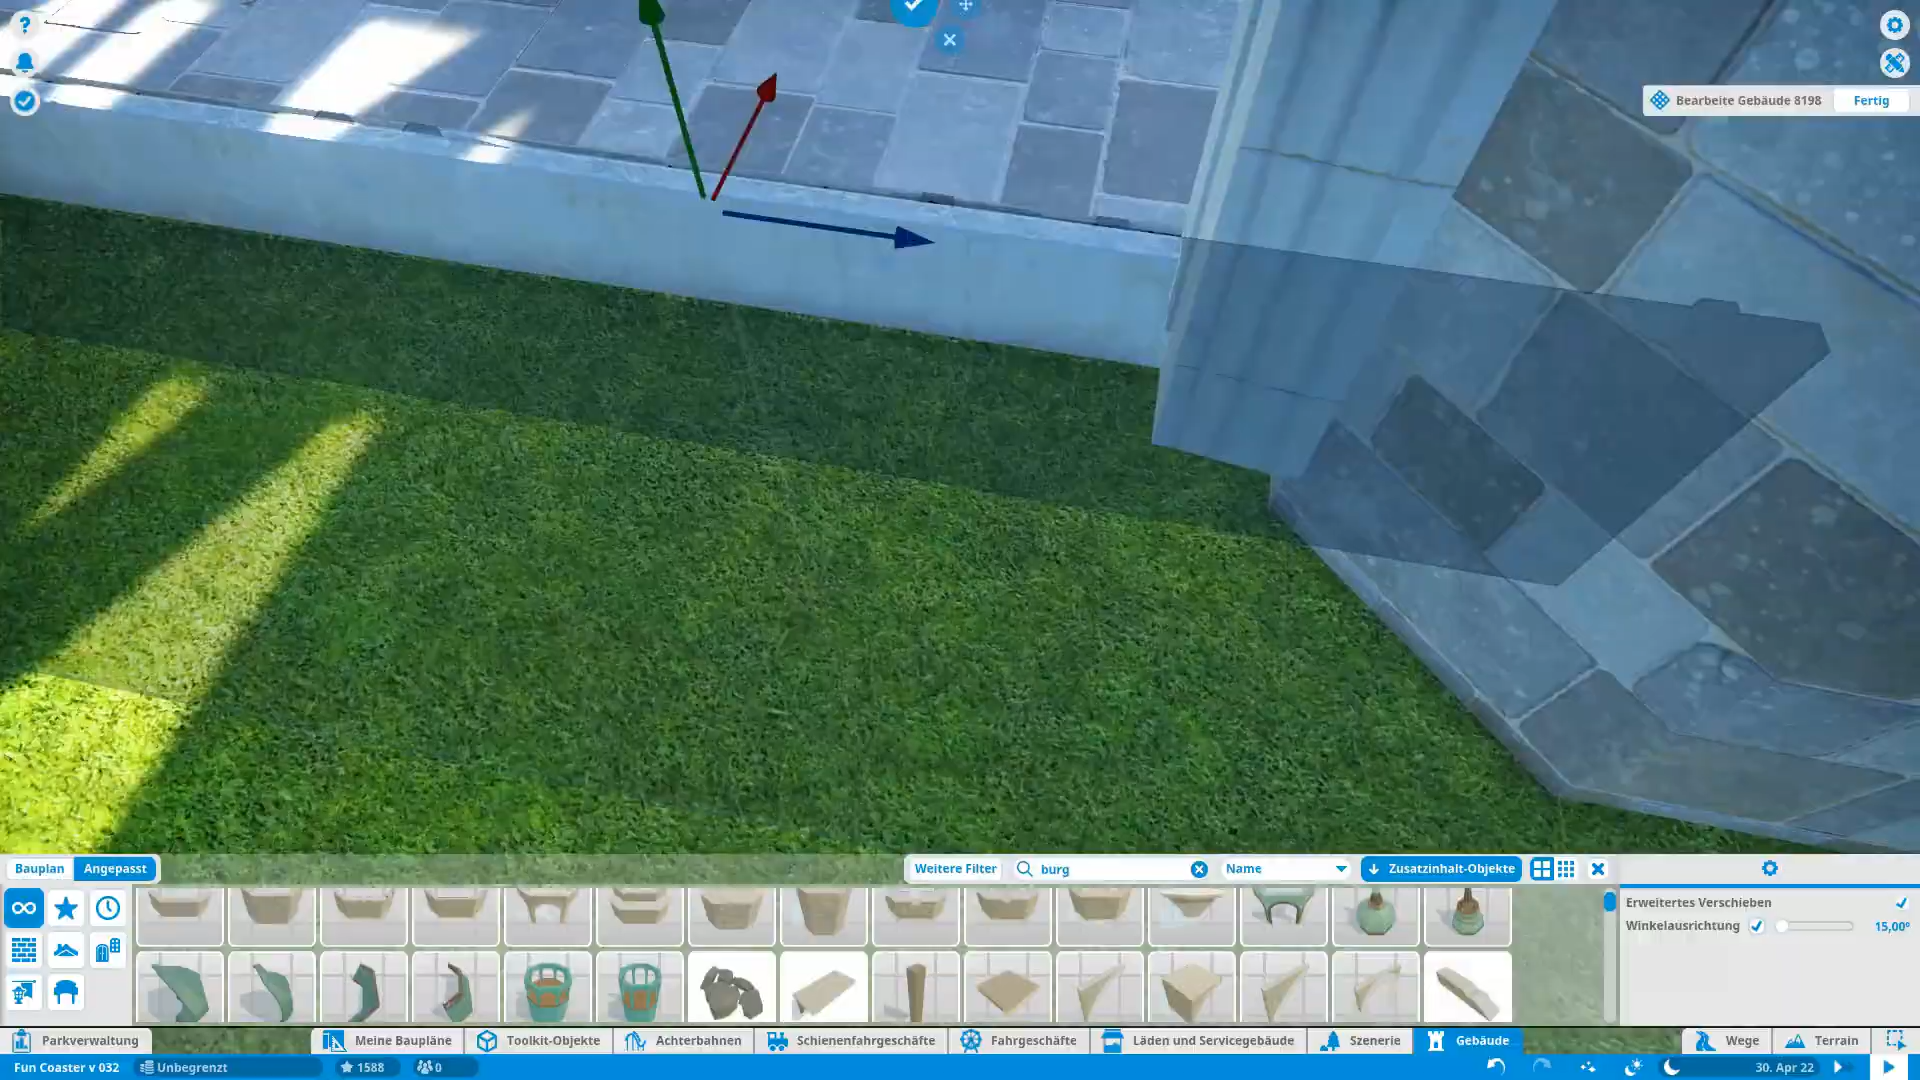 ?
Bearbeite Gebäude 8198
Fertig
Bauplan
Angepasst
Weitere Filter
burg
Name
Zusatzinhalt-Objekte
Erweitertes Verschieben
Winkelausrichtung
15,00°
Parkverwaltung
Meine Baupläne
Toolkit-Objekte
Achterbahnen
Schienenfahrgeschäfte
Fahrgeschäfte
Läden und Servicegebäude
Szenerie
Gebäude
Wege
Terrain
Fun Coaster v 032
Unbegrenzt
1588
0
30. Apr 22